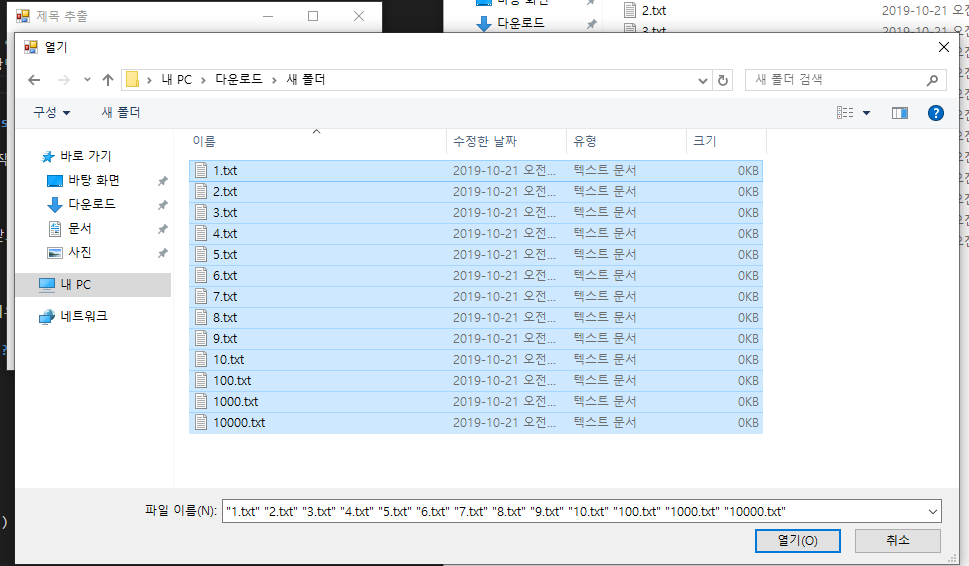 제목 추출
다운로드
2.txt
2019-10-21
열기
내 PC > 다운로드 > 새 폴더
새 폴더 검색
구성 새 폴더
이름 수정한 날짜 유형 크기
바로 가기
바탕 화면
다운로드
문서
사진
내 PC
네트워크
1.txt 2019-10-21 오전... 텍스트 문서 0KB
2.txt 2019-10-21 오전... 텍스트 문서 0KB
3.txt 2019-10-21 오전... 텍스트 문서 0KB
4.txt 2019-10-21 오전... 텍스트 문서 0KB
5.txt 2019-10-21 오전... 텍스트 문서 0KB
6.txt 2019-10-21 오전... 텍스트 문서 0KB
7.txt 2019-10-21 오전... 텍스트 문서 0KB
8.txt 2019-10-21 오전... 텍스트 문서 0KB
9.txt 2019-10-21 오전... 텍스트 문서 0KB
10.txt 2019-10-21 오전... 텍스트 문서 0KB
100.txt 2019-10-21 오전... 텍스트 문서 0KB
1000.txt 2019-10-21 오전... 텍스트 문서 0KB
10000.txt 2019-10-21 오전... 텍스트 문서 0KB
파일 이름(N): "1.txt" "2.txt" "3.txt" "4.txt" "5.txt" "6.txt" "7.txt" "8.txt" "9.txt" "10.txt" "100.txt" "1000.txt" "10000.txt"
열기(O) 취소